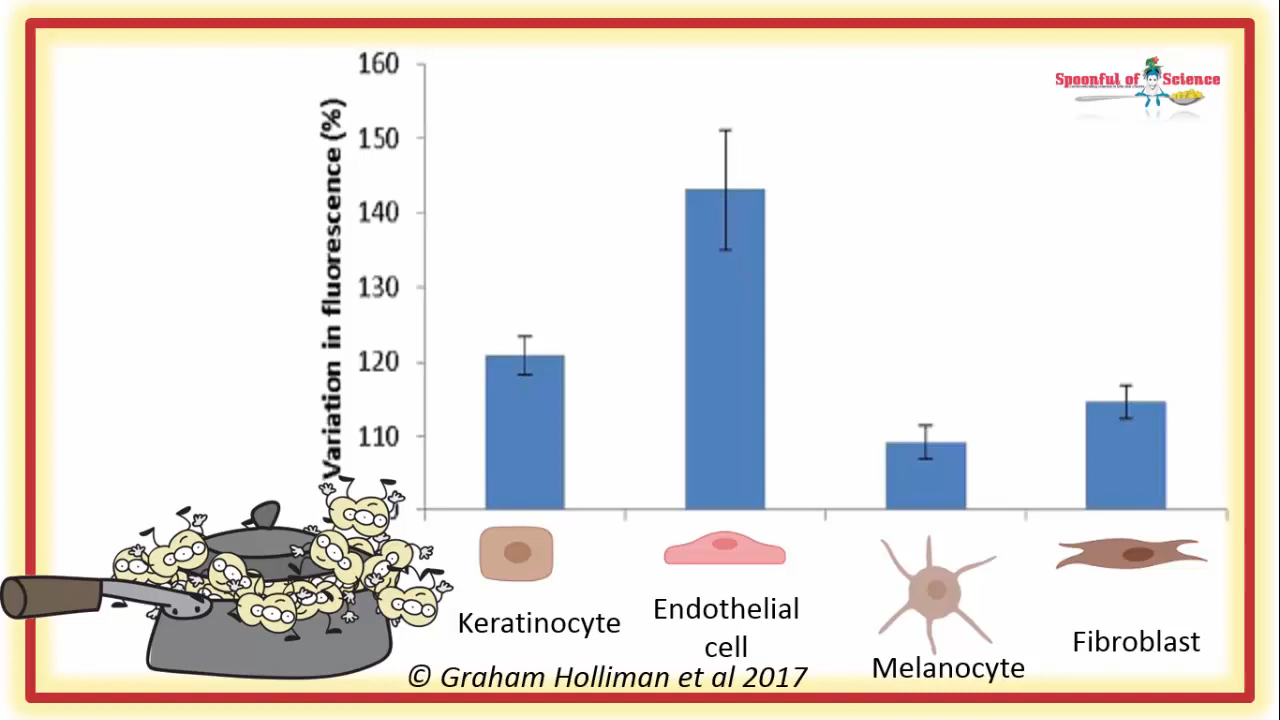 160
Spoonful of Science
150
140
130
120
110
Variation in fluorescence (%)
Keratinocyte
Endothelial
cell
Melanocyte
Fibroblast
© Graham Holliman et al 2017